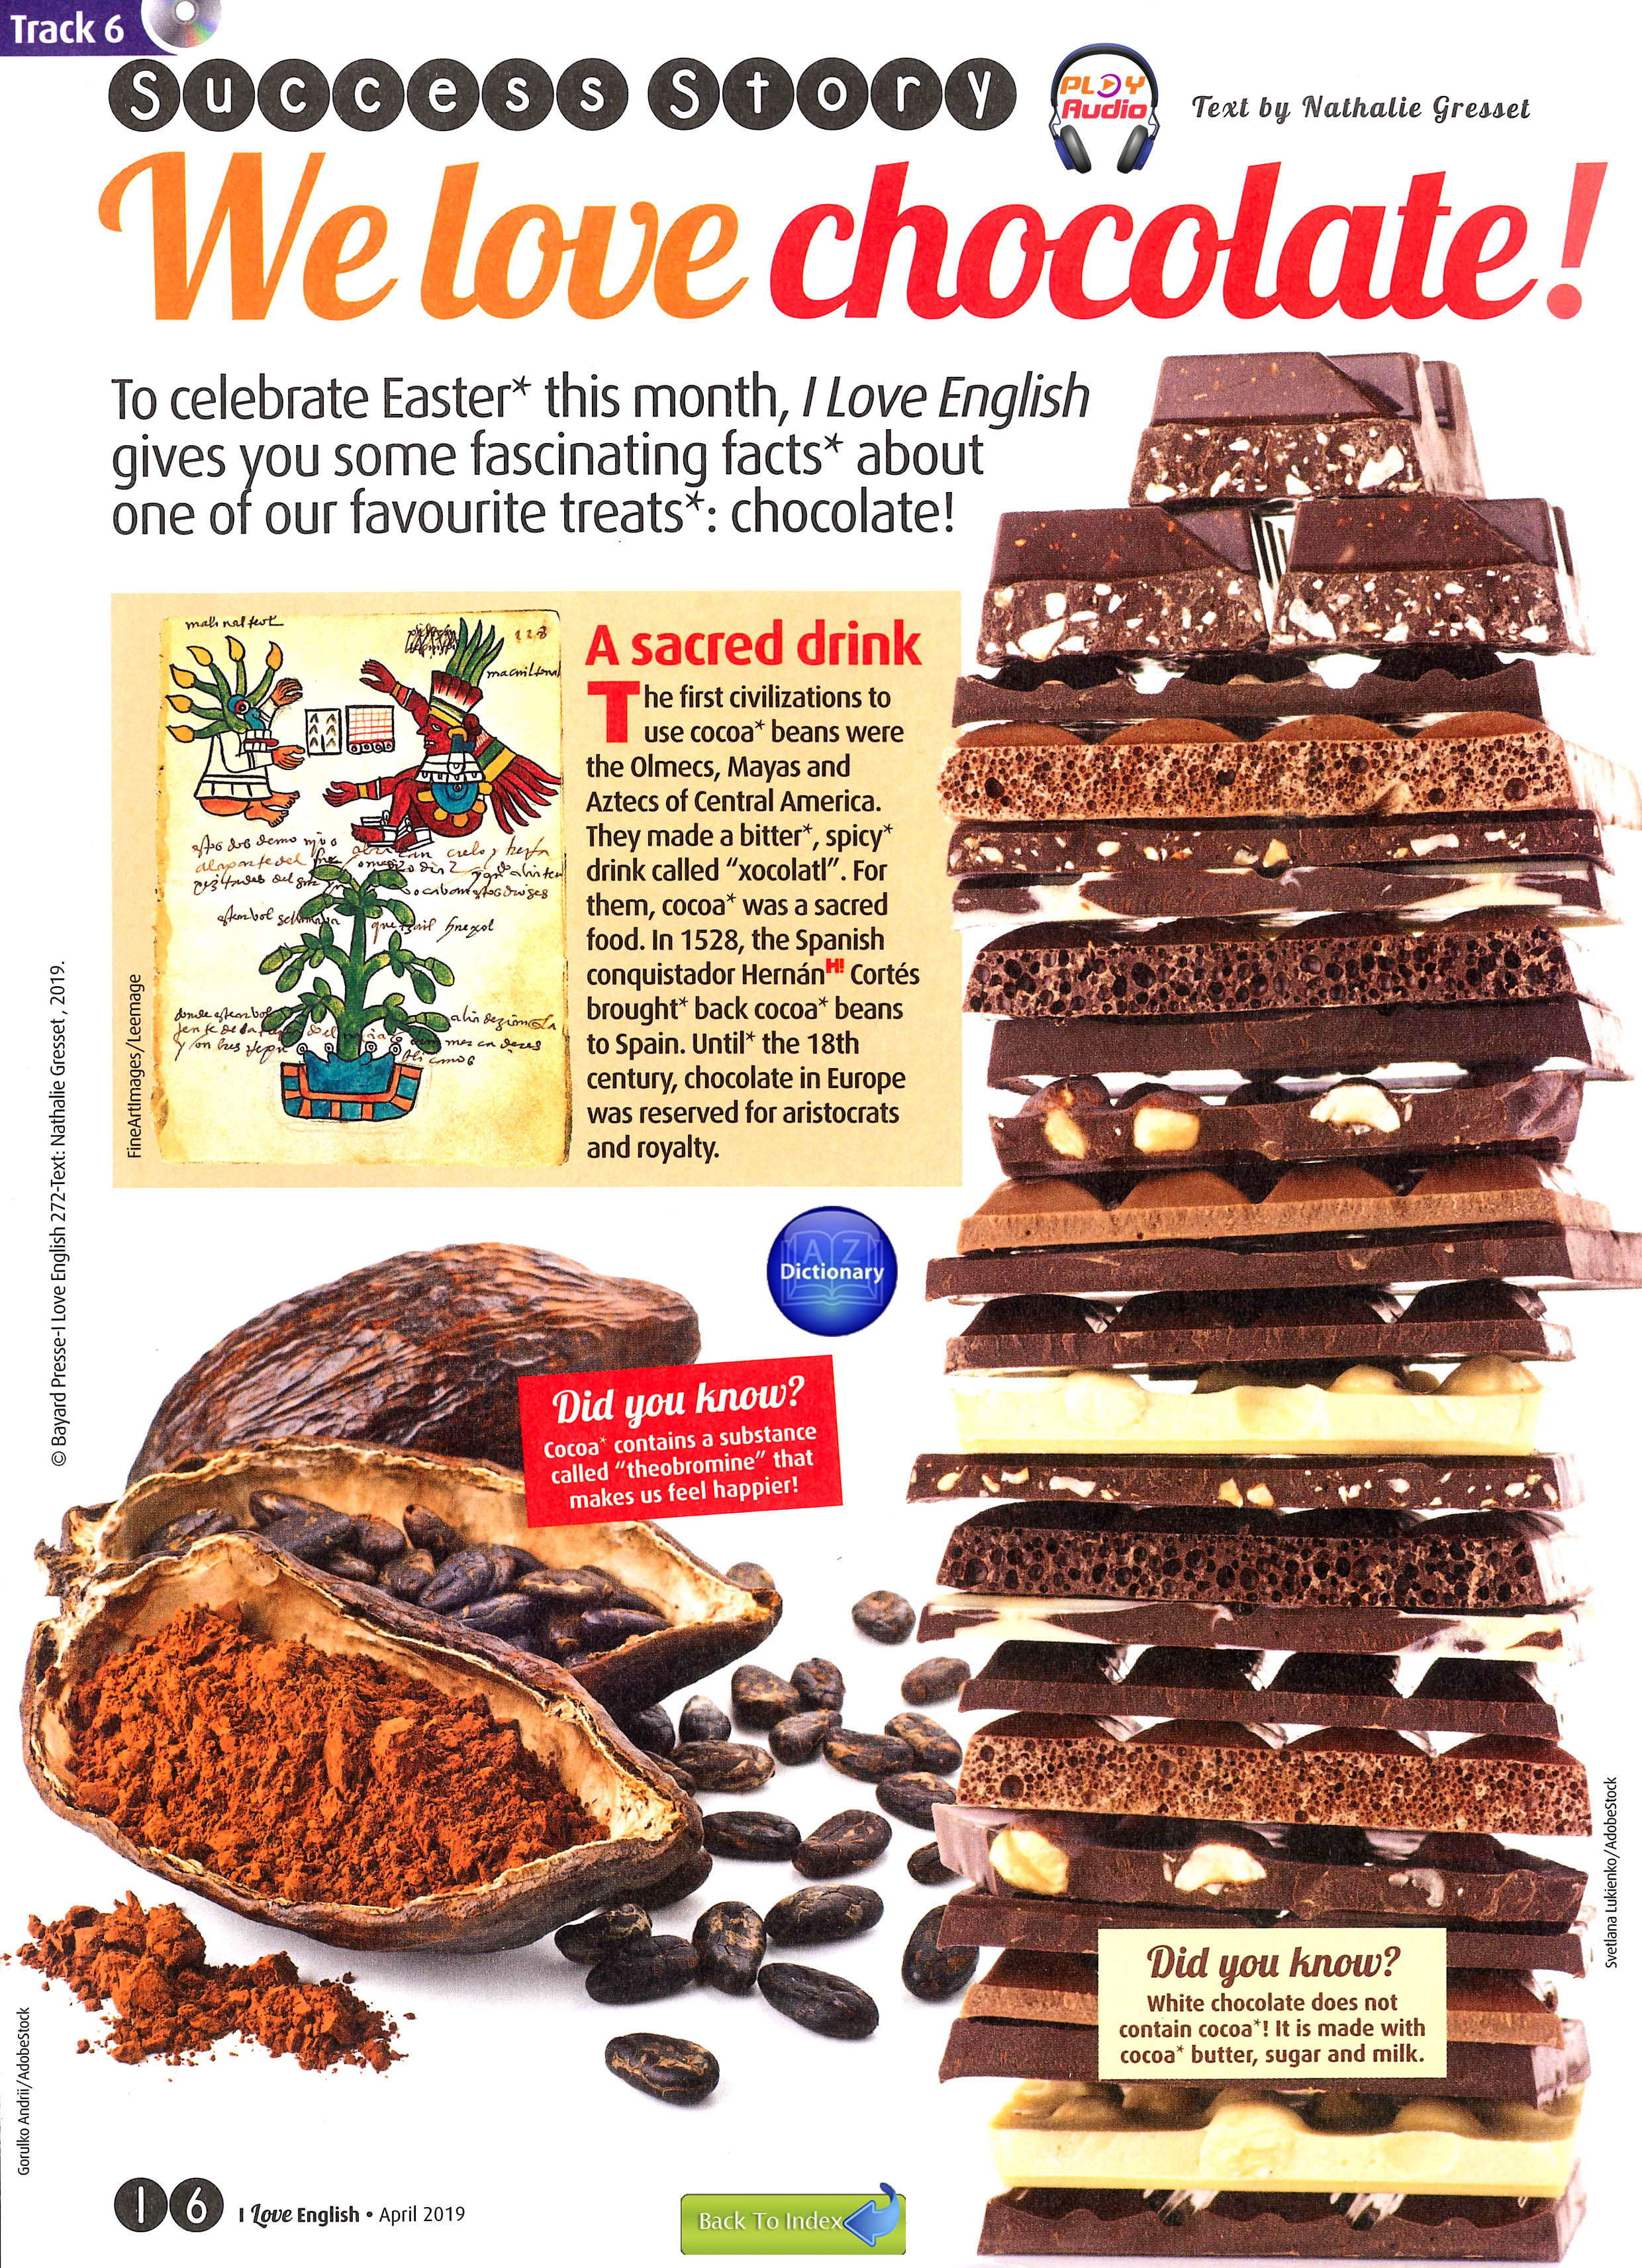 Track 6
Success Story
PLAY
Audio
Text by Nathalie Gresset
We love chocolate!
To celebrate Easter* this month, I Love English
gives you some fascinating facts* about
one of our favourite treats*: chocolate!
A sacred drink
The first civilizations to
use cocoa* beans were
the Olmecs, Mayas and
Aztecs of Central America.
They made a bitter*, spicy*
drink called “xocolatl”. For
them, cocoa* was a sacred
food. In 1528, the Spanish
conquistador HernánH! Cortés
brought* back cocoa* beans
to Spain. Until* the 18th
century, chocolate in Europe
was reserved for aristocrats
and royalty.
FineArtImages/Leemage
© Bayard Presse-I Love English 272-Text: Nathalie Gresset, 2019.
A Z
Dictionary
Did you know?
Cocoa* contains a substance
called “theobromine” that
makes us feel happier!
Did you know?
White chocolate does not
contain cocoa*! It is made with
cocoa* butter, sugar and milk.
Svetlana Lukienko/AdobeStock
Gorulko Andrii/AdobeStock
16 I Love English • April 2019
Back To Index